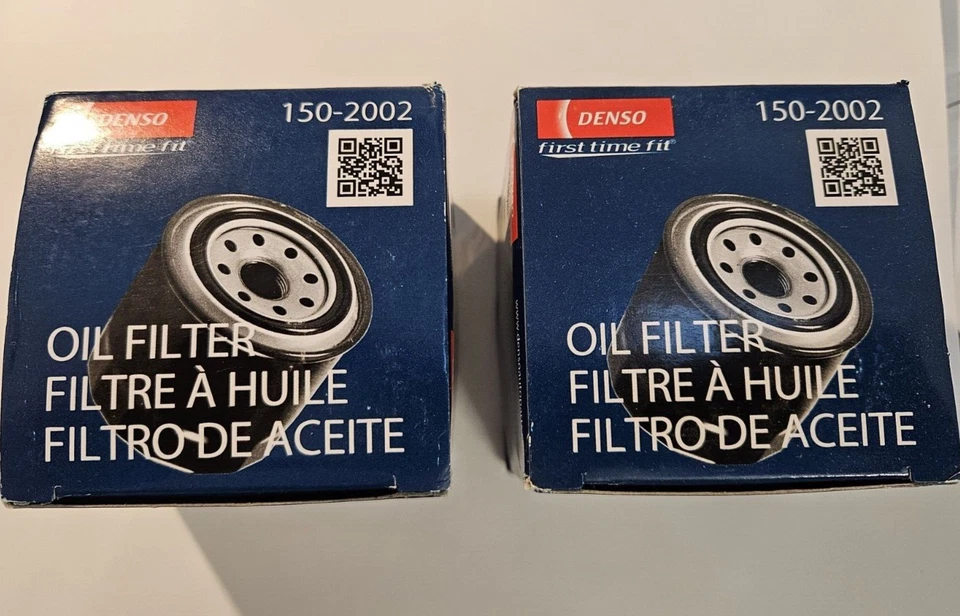 DENSO
150-2002
first time fit
OIL FILTER
FILTRE À HUILE
FILTRO DE ACEITE
DENSO
150-2002
first time fit®
OIL FILTER
FILTRE À HUILE
FILTRO DE ACEITE